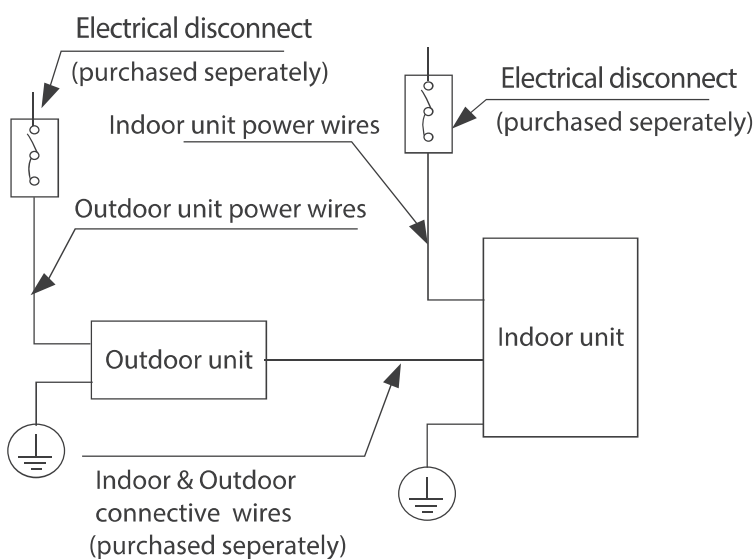 Electrical disconnect
(purchased seperately)
Electrical disconnect
(purchased seperately)
Indoor unit power wires
Outdoor unit power wires
Indoor unit
Outdoor unit
Indoor & Outdoor
connective wires
(purchased seperately)